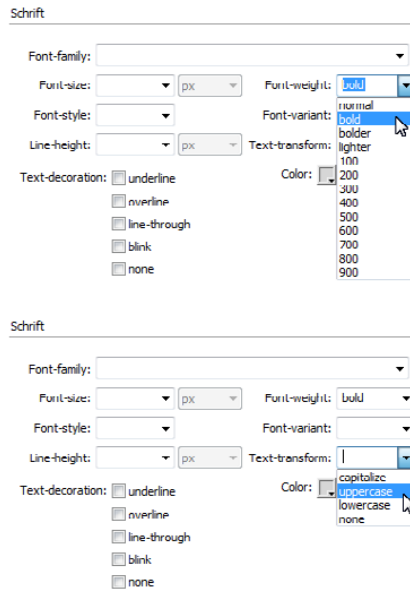 Schrift
Font-family:
Font-size: px Font-weight: bold
normal
Font-style: Font-variant: bold
bolder
Line-height: px Text-transform: lighter
100
Text-decoration: underline Color: 200
300
overline 400
500
line-through 600
700
blink 800
none 900
Schrift
Font-family:
Font-size: px Font-weight: bold
Font-style: Font-variant:
Line-height: px Text-transform:
capitalize
Text-decoration: underline Color: uppercase
lowercase
overline none
line-through
blink
none